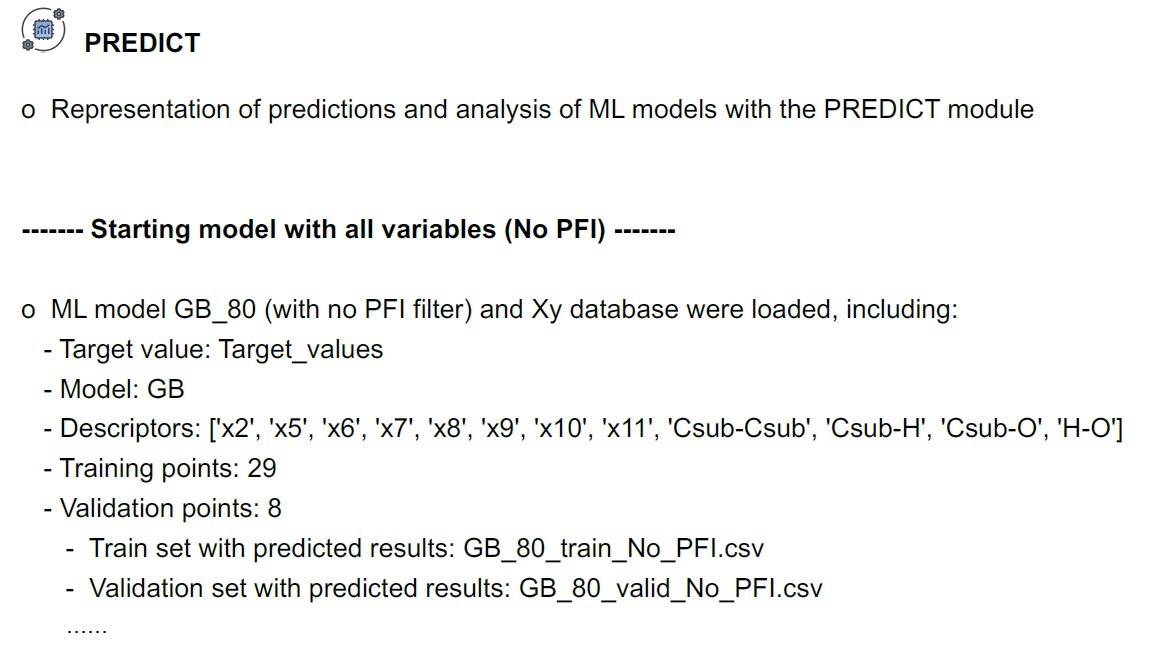 PREDICT
o Representation of predictions and analysis of ML models with the PREDICT module
------- Starting model with all variables (No PFI) -------
o ML model GB_80 (with no PFI filter) and Xy database were loaded, including:
- Target value: Target_values
- Model: GB
- Descriptors: ['x2', 'x5', 'x6', 'x7', 'x8', 'x9', 'x10', 'x11', 'Csub-Csub', 'Csub-H', 'Csub-O', 'H-O']
- Training points: 29
- Validation points: 8
- Train set with predicted results: GB_80_train_No_PFI.csv
- Validation set with predicted results: GB_80_valid_No_PFI.csv
......